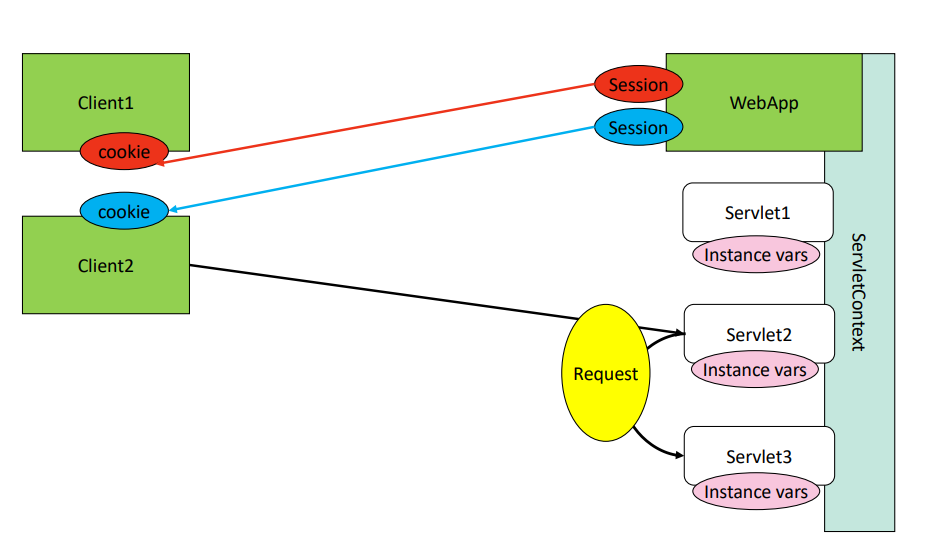 Client1
cookie
cookie
Client2
Session
Session
WebApp
Servlet1
Instance vars
Request
Servlet2
Instance vars
Servlet3
Instance vars
ServletContext